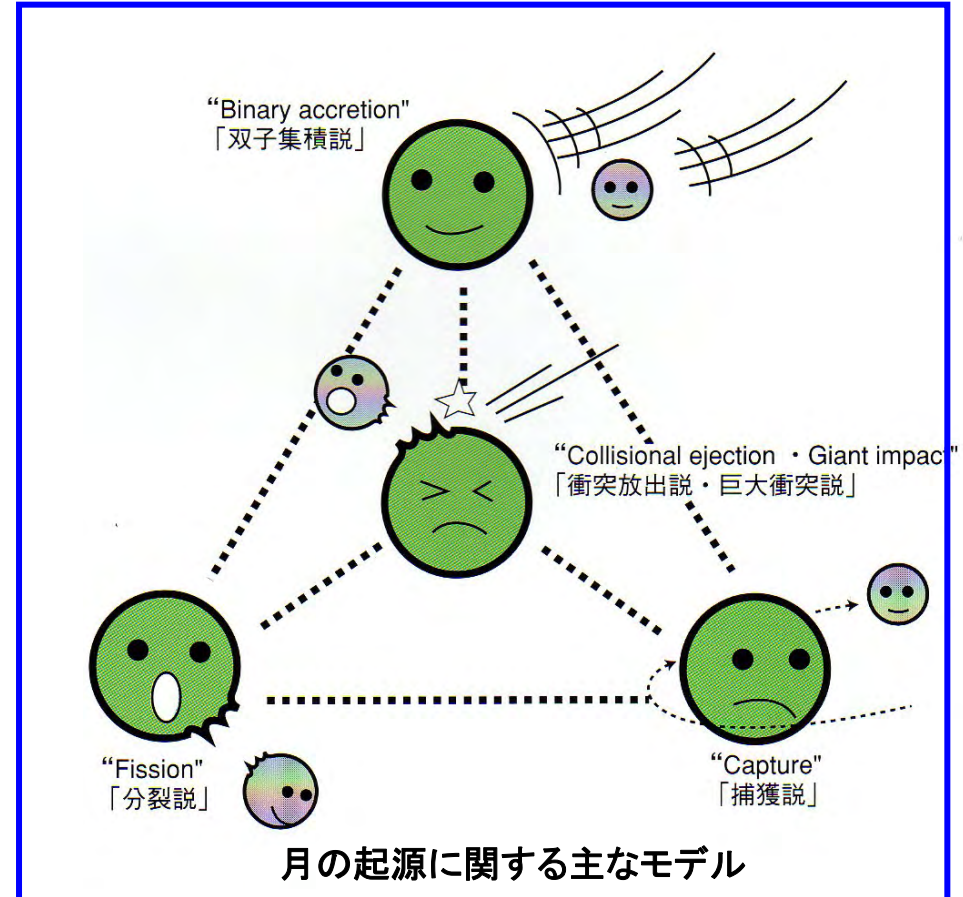 “Binary accretion"
「双子集積説」
“Collisional ejection ・Giant impact"
「衝突放出説・巨大衝突説」
“Fission"
「分裂説」
“Capture"
「捕獲説」
月の起源に関する主なモデル